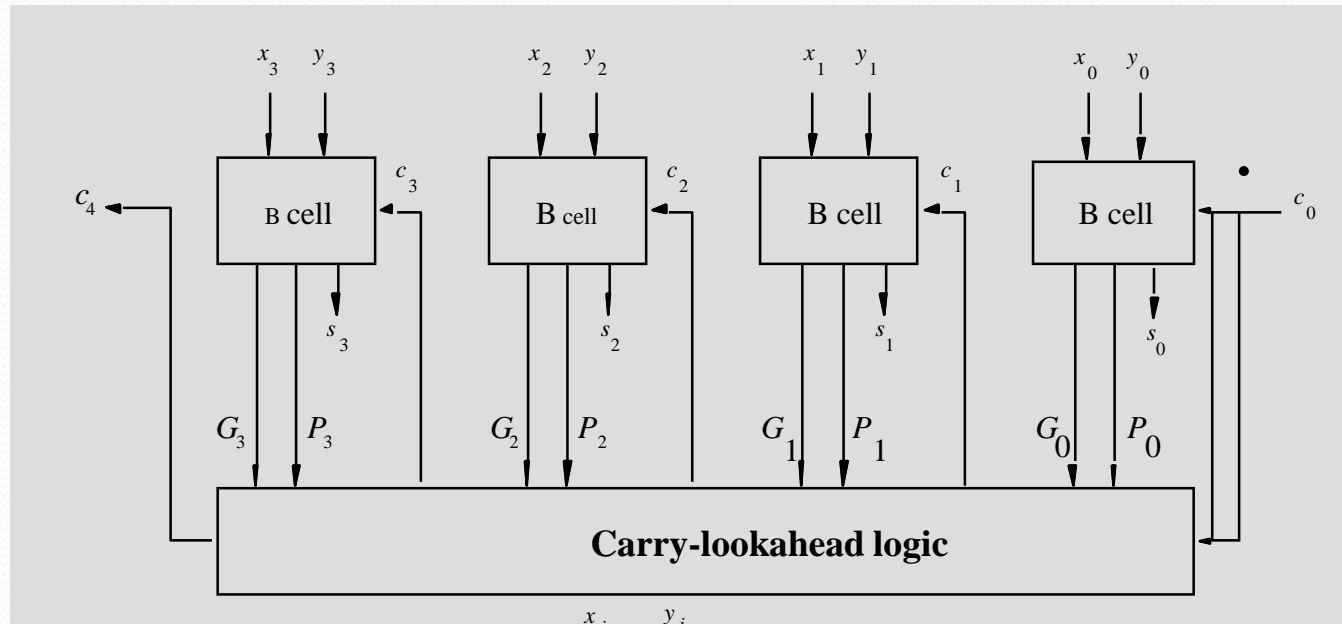 x3 y3 x2 y2 x1 y1 x0 y0
c4 B cell c3 B cell c2 B cell c1 B cell c0
s3 s2 s1 s0
G3 P3 G2 P2 G1 P1 G0 P0
Carry-lookahead logic
x y